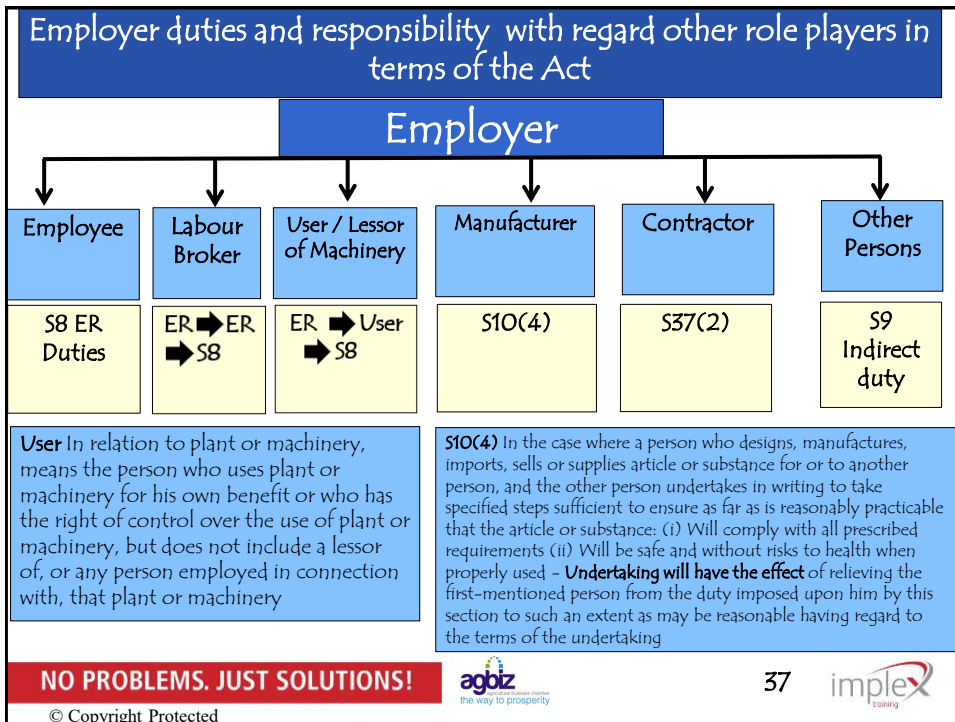 Employer duties and responsibility with regard other role players in
terms of the Act
Employer
Employee
Labour
Broker
User / Lessor
of Machinery
Manufacturer
Contractor
Other
Persons
S8 ER
Duties
ER ➡ ER
➡ S8
ER ➡ User
➡ S8
S10(4)
S37(2)
S9
Indirect
duty
User In relation to plant or machinery,
means the person who uses plant or
machinery for his own benefit or who has
the right of control over the use of plant or
machinery, but does not include a lessor
of, or any person employed in connection
with, that plant or machinery
S10(4) In the case where a person who designs, manufactures,
imports, sells or supplies article or substance for or to another
person, and the other person undertakes in writing to take
specified steps sufficient to ensure as far as is reasonably practicable
that the article or substance: (i) Will comply with all prescribed
requirements (ii) Will be safe and without risks to health when
properly used - Undertaking will have the effect of relieving the
first-mentioned person from the duty imposed upon him by this
section to such an extent as may be reasonable having regard to
the terms of the undertaking
NO PROBLEMS. JUST SOLUTIONS!
agbiz
agricultural business chamber
the way to prosperity
37
implex
training
© Copyright Protected